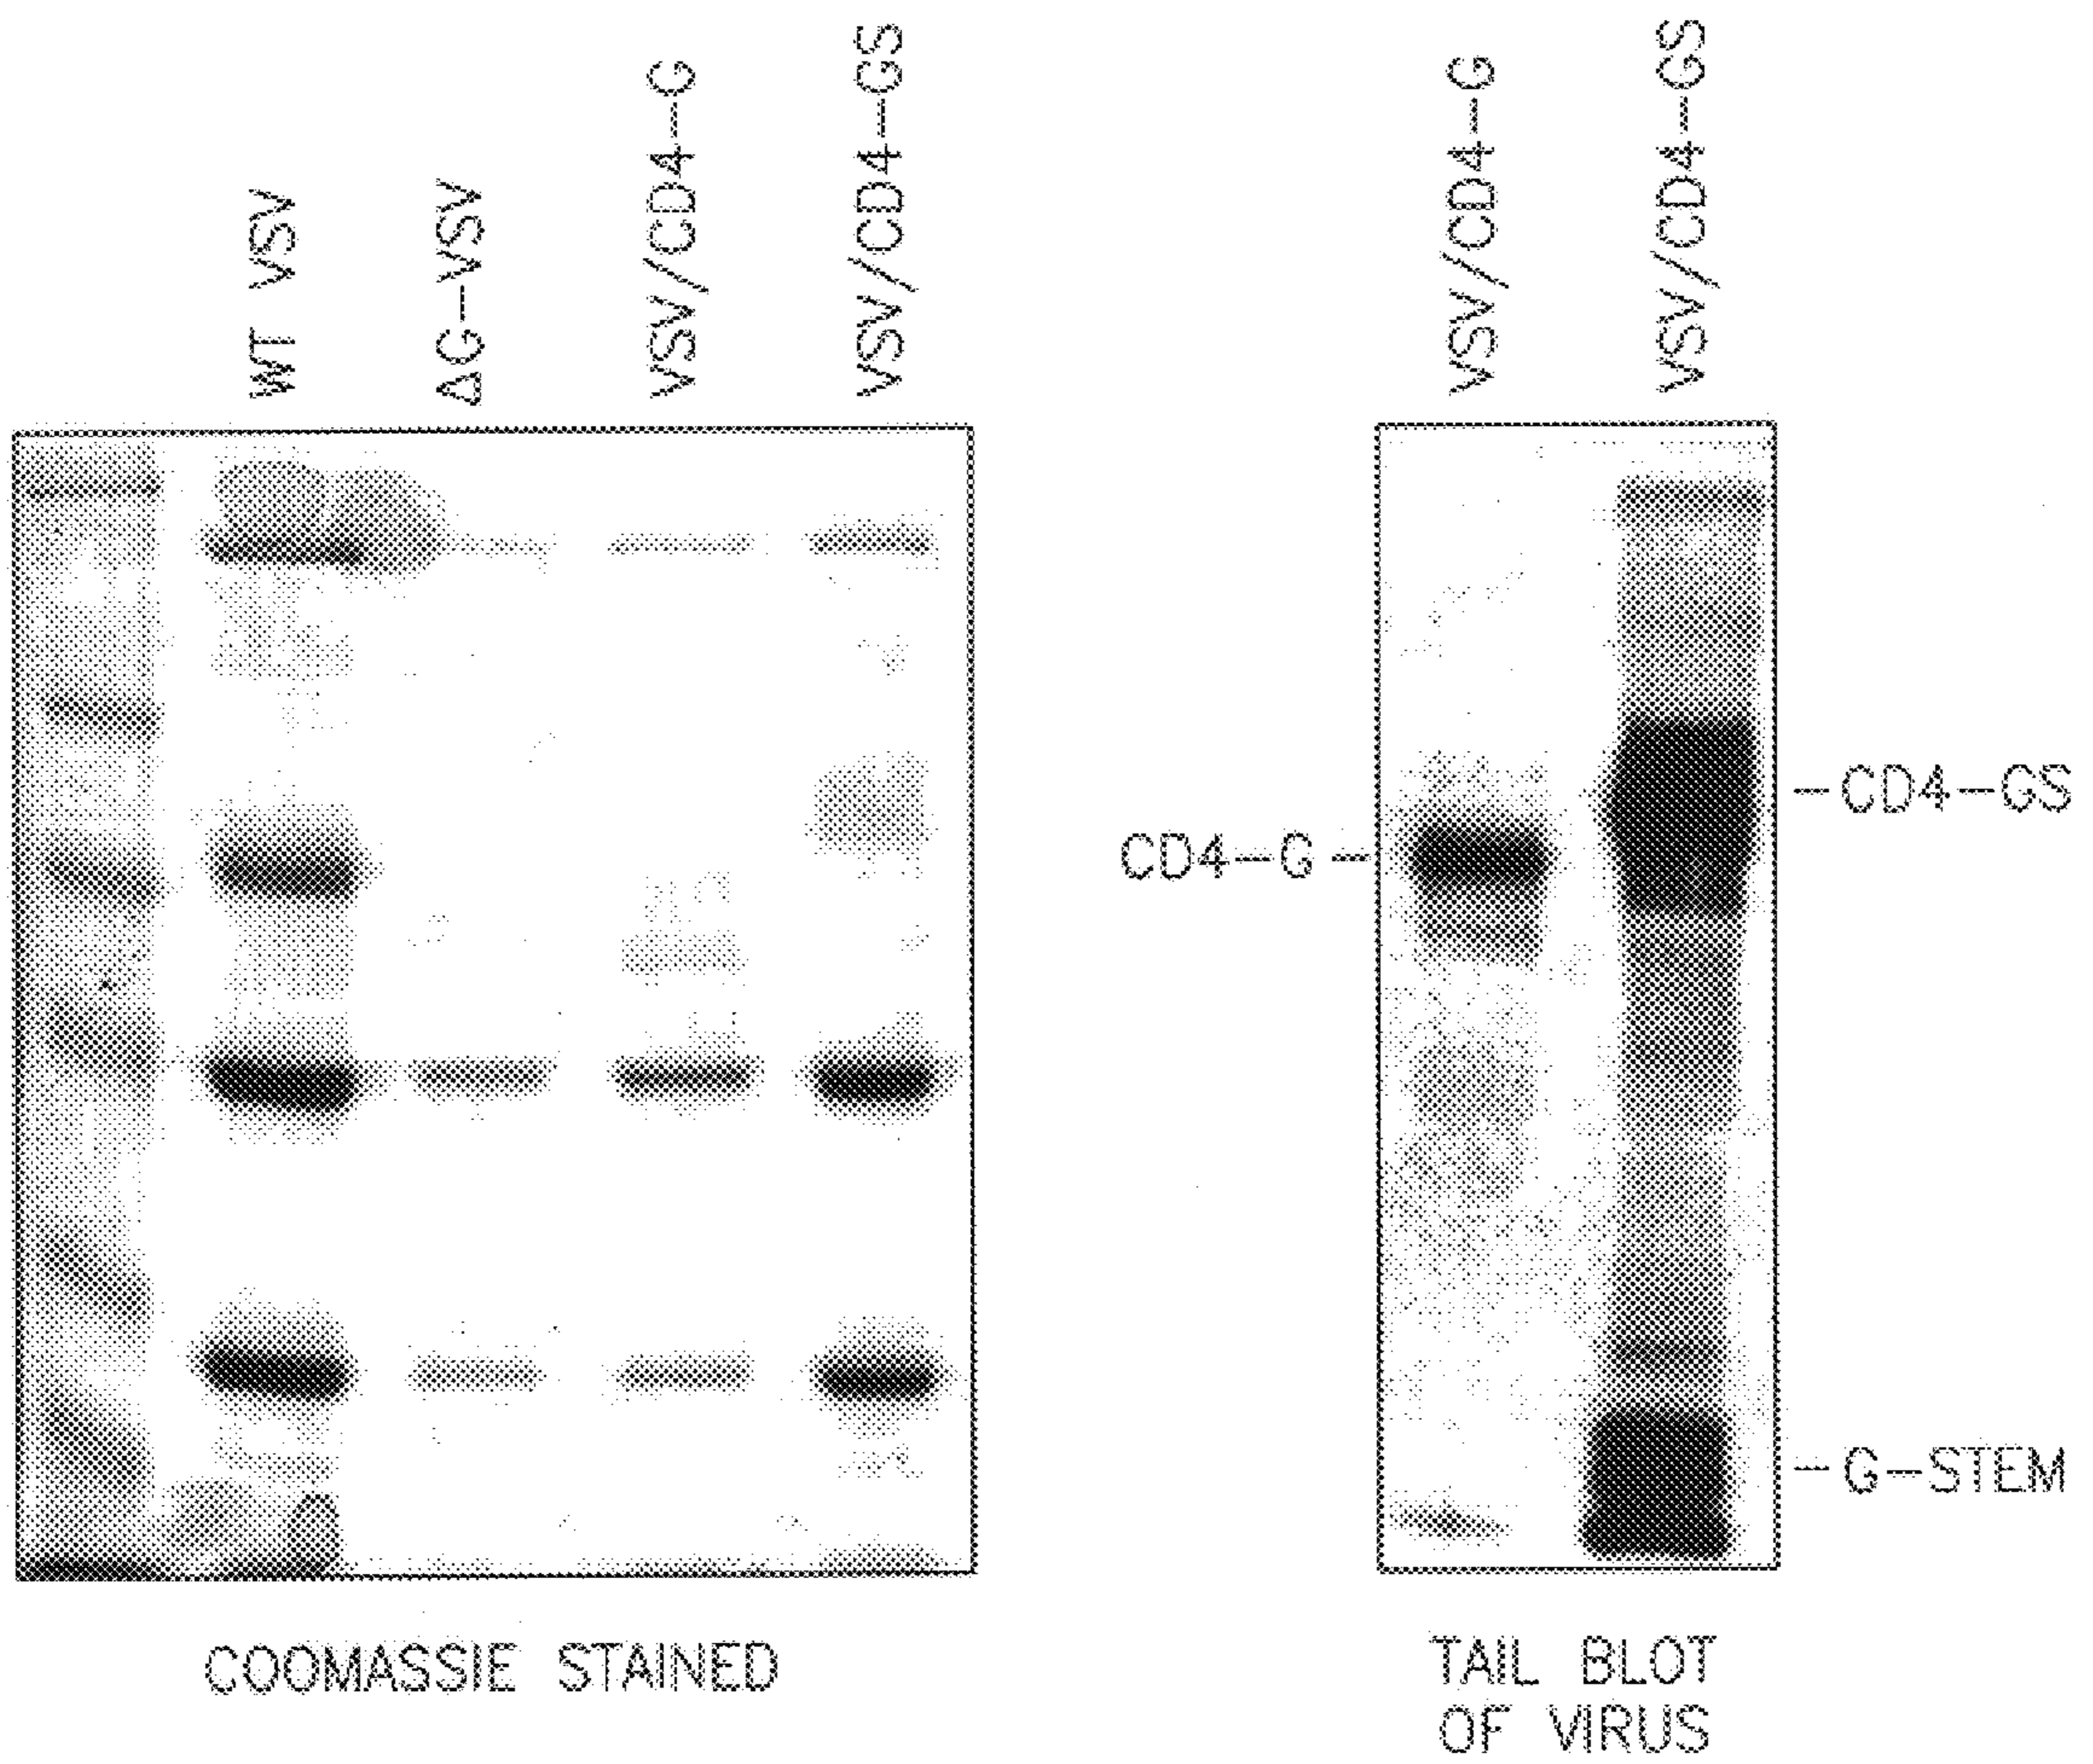 WT VSV
ΔG-VSV
VSV/CD4-G
VSV/CD4-GS
VSV/CD4-G
VSV/CD4-GS
CD4-G -
-CD4-GS
-G-STEM
COOMASSIE STAINED
TAIL BLOT
OF VIRUS